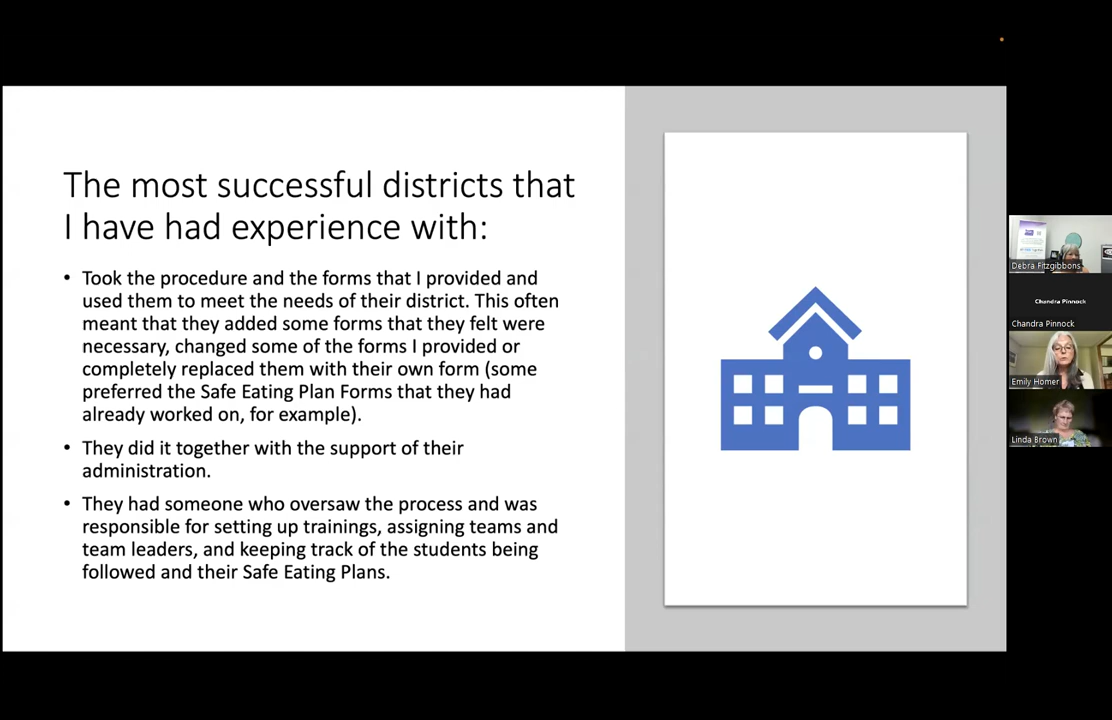 The most successful districts that
I have had experience with:
• Took the procedure and the forms that I provided and
used them to meet the needs of their district. This often
meant that they added some forms that they felt were
necessary, changed some of the forms I provided or
completely replaced them with their own form (some
preferred the Safe Eating Plan Forms that they had
already worked on, for example).
• They did it together with the support of their
administration.
• They had someone who oversaw the process and was
responsible for setting up trainings, assigning teams and
team leaders, and keeping track of the students being
followed and their Safe Eating Plans.
Debra Fitzgibbons
Chandra Pinnock
Chandra Pinnock
Emily Homer
Linda Brown